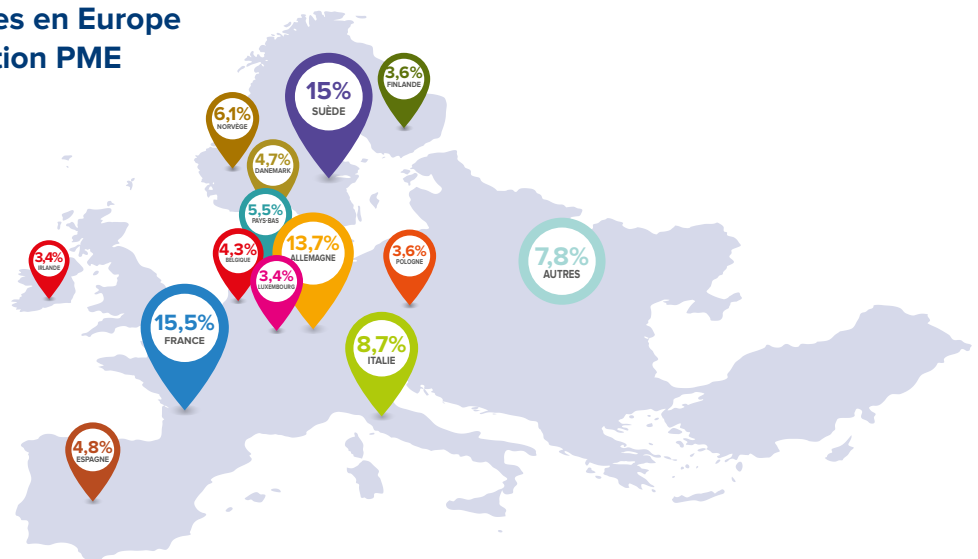 es en Europe
tion PME
15%
SUÈDE
3,6%
FINLANDE
6,1%
NORVÈGE
4,7%
DANEMARK
5,5%
PAYS-BAS
4,3%
BELGIQUE
13,7%
ALLEMAGNE
3,4%
LUXEMBOURG
3,6%
POLOGNE
7,8%
AUTRES
3,4%
IRLANDE
15,5%
FRANCE
8,7%
ITALIE
4,8%
ESPAGNE